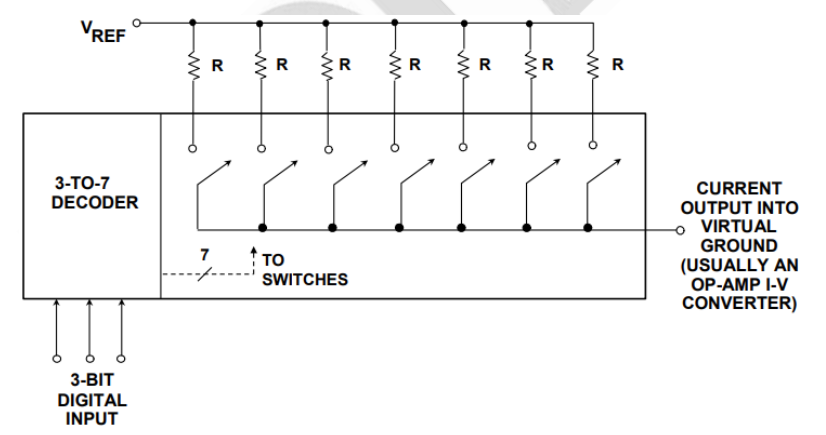 VREF
R R R R R R R
3-TO-7
DECODER
7
TO
SWITCHES
CURRENT
OUTPUT INTO
VIRTUAL
GROUND
(USUALLY AN
OP-AMP I-V
CONVERTER)
3-BIT
DIGITAL
INPUT